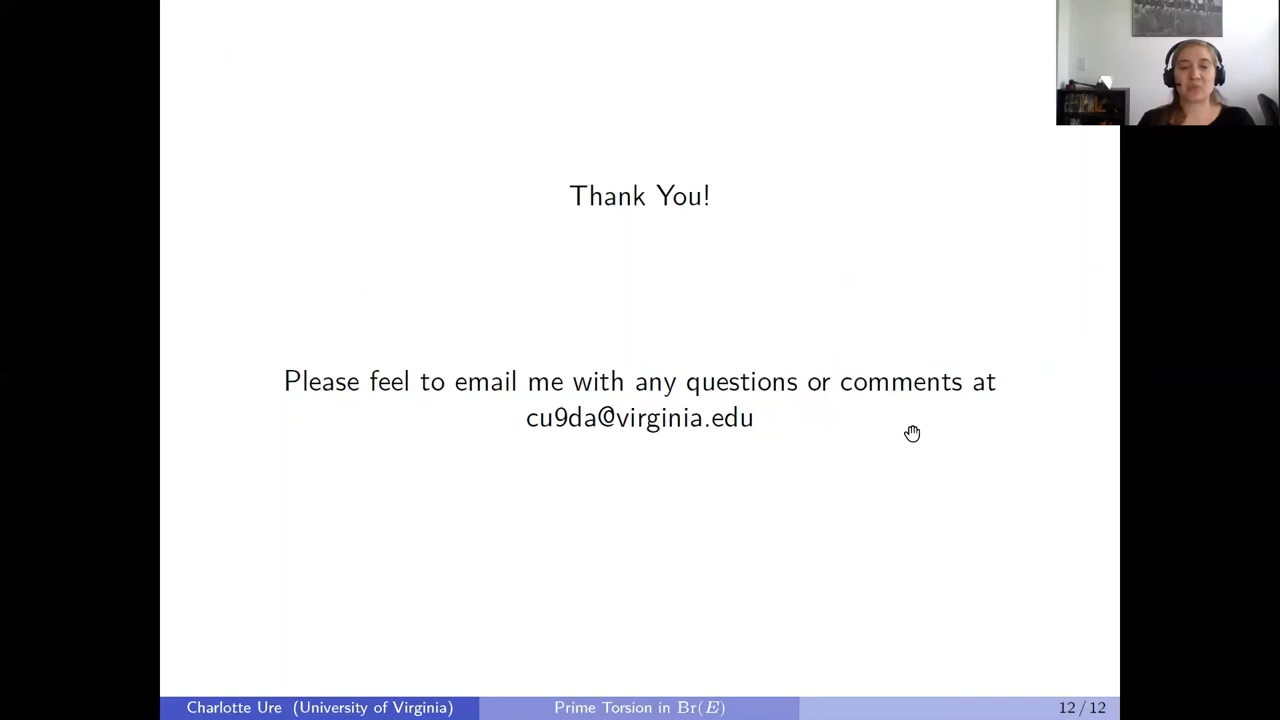 Thank You!
Please feel to email me with any questions or comments at
cu9da@virginia.edu
Charlotte Ure (University of Virginia)
Prime Torsion in Br(E)
12 / 12